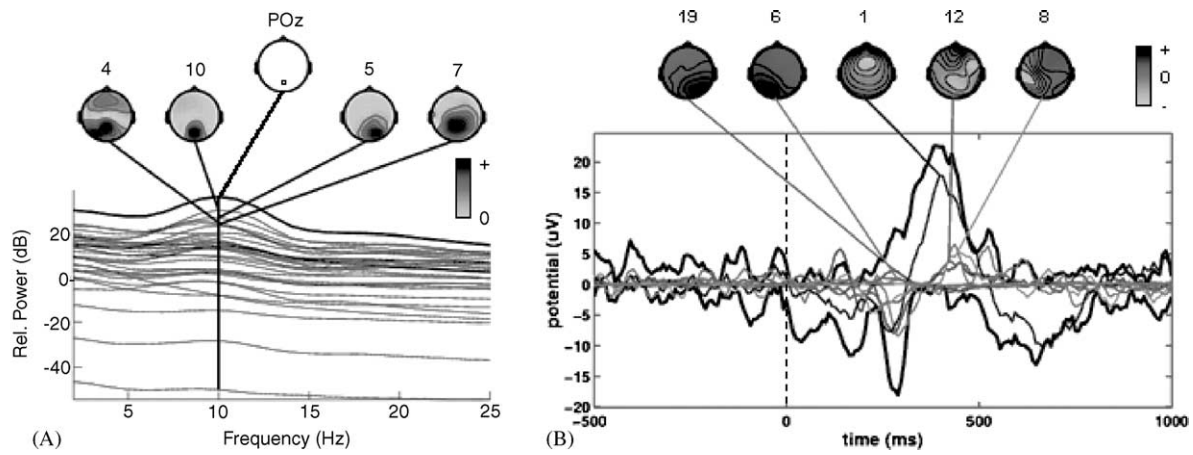 POz
4 10 5 7
+
0
Rel. Power (dB)
20
0
-20
-40
5 10 15 20 25
(A) Frequency (Hz)
19 6 1 12 8
+
0
-
potential (uV)
20
15
10
5
0
-5
-10
-15
-20
-500 0 500 1000
(B) time (ms)